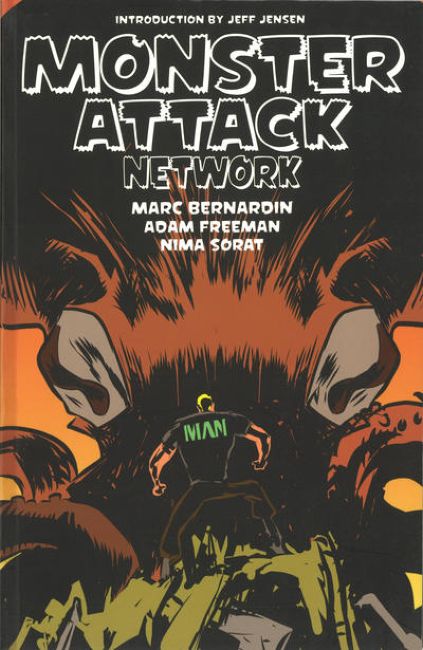 INTRODUCTION BY JEFF JENSEN
MONSTER
ATTACK
NETWORK
MARC BERNARDIN
ADAM FREEMAN
NIMA SORAT
MAN